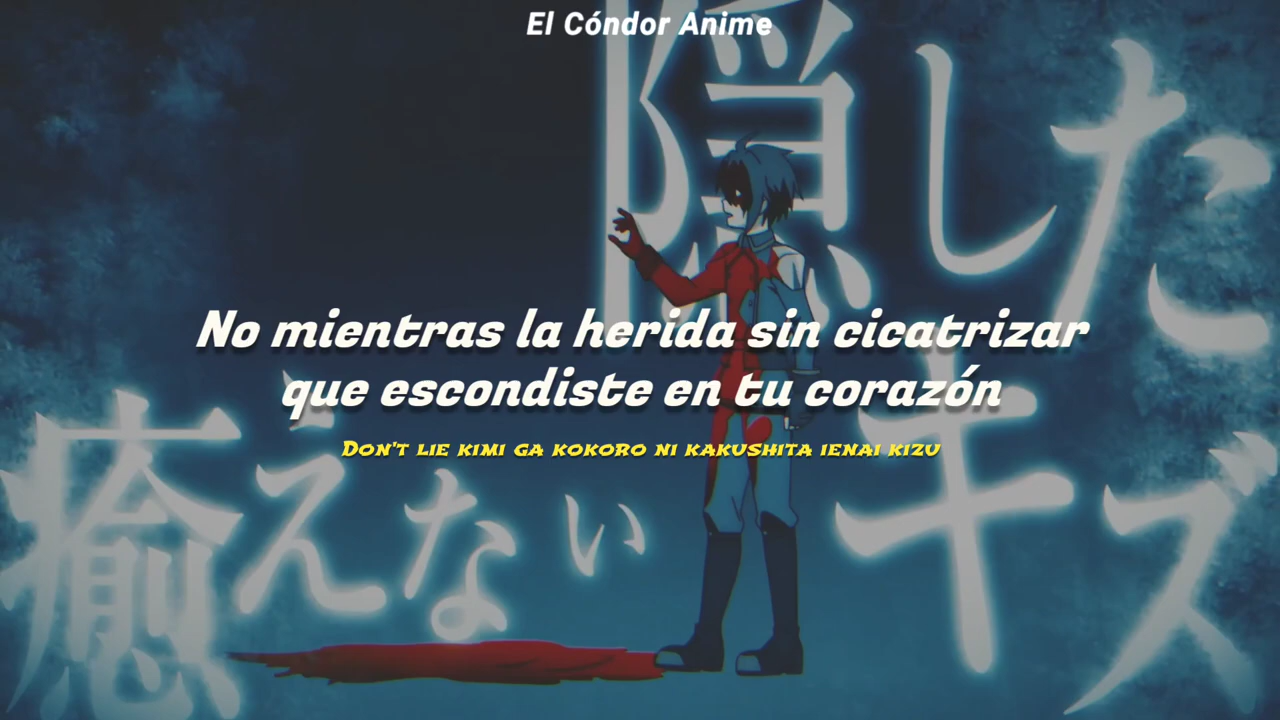 El Cóndor Anime
隠した
No mientras la herida sin cicatrizar
que escondiste en tu corazón
Don't lie kimi ga kokoro ni kakushita ienai kizu
癒えない
キズ